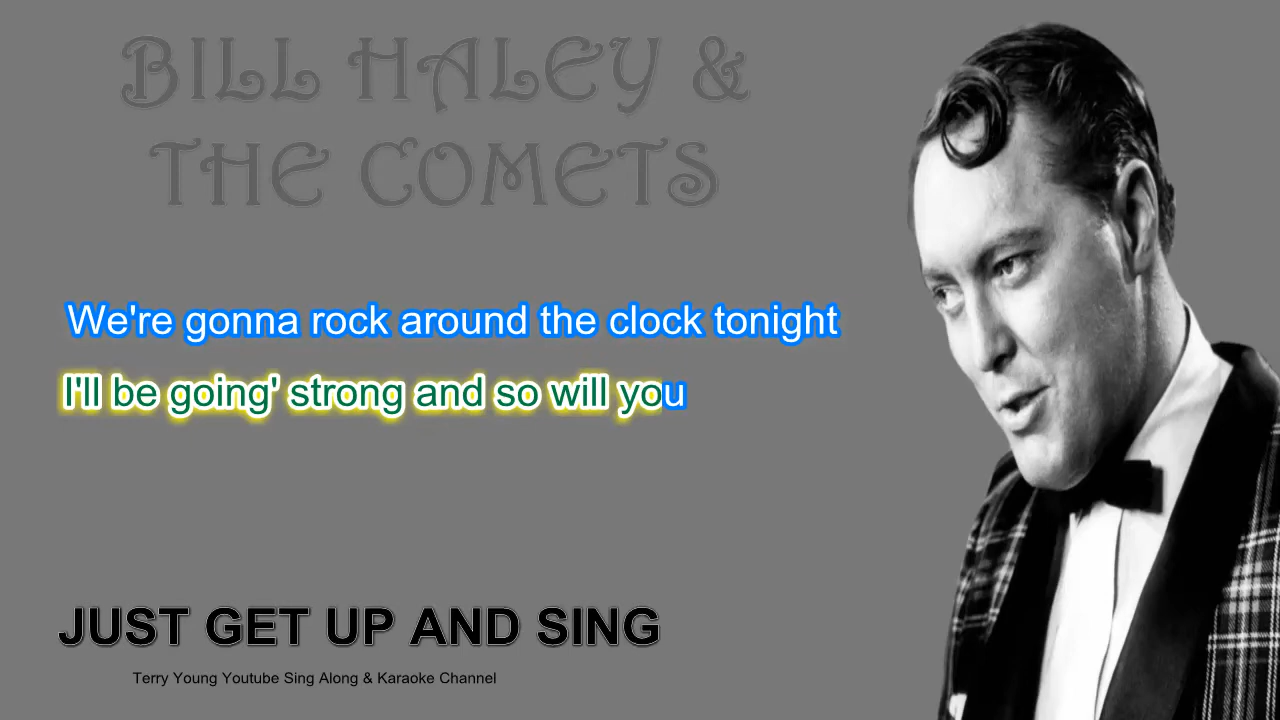 BILL HALEY &
THE COMETS
We're gonna rock around the clock tonight
I'll be going' strong and so will you
JUST GET UP AND SING
Terry Young Youtube Sing Along & Karaoke Channel